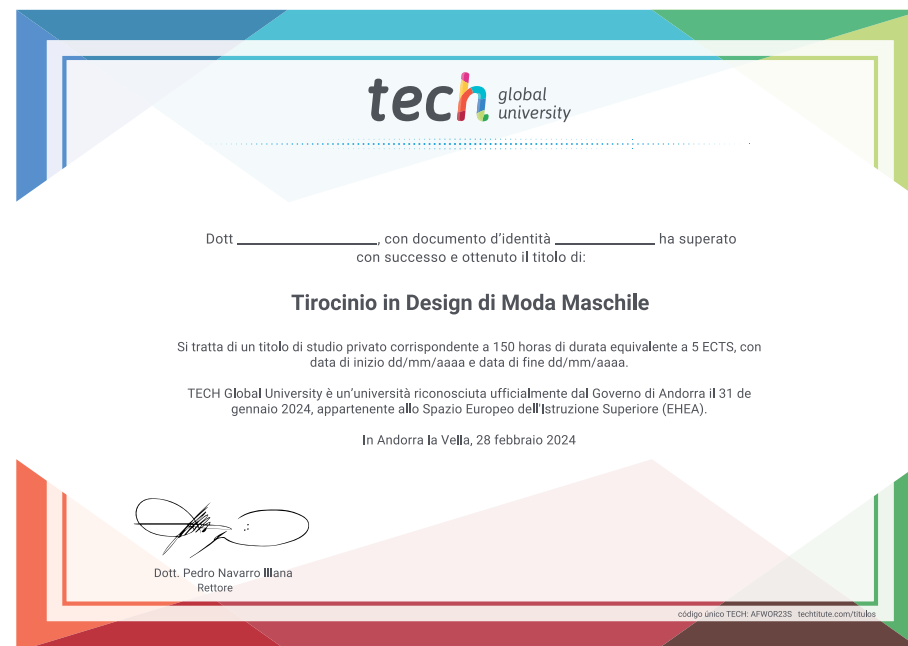 tech global
university
Dott ________________, con documento d'identità ____________ ha superato
con successo e ottenuto il titolo di:
Tirocinio in Design di Moda Maschile
Si tratta di un titolo di studio privato corrispondente a 150 horas di durata equivalente a 5 ECTS, con
data di inizio dd/mm/aaaa e data di fine dd/mm/aaaa.
TECH Global University è un'università riconosciuta ufficialmente dal Governo di Andorra il 31 de
gennaio 2024, appartenente allo Spazio Europeo dell'Istruzione Superiore (EHEA).
In Andorra la Vella, 28 febbraio 2024
Dott. Pedro Navarro Illana
Rettore
código único TECH: AFWOR23S techtitute.com/titulos